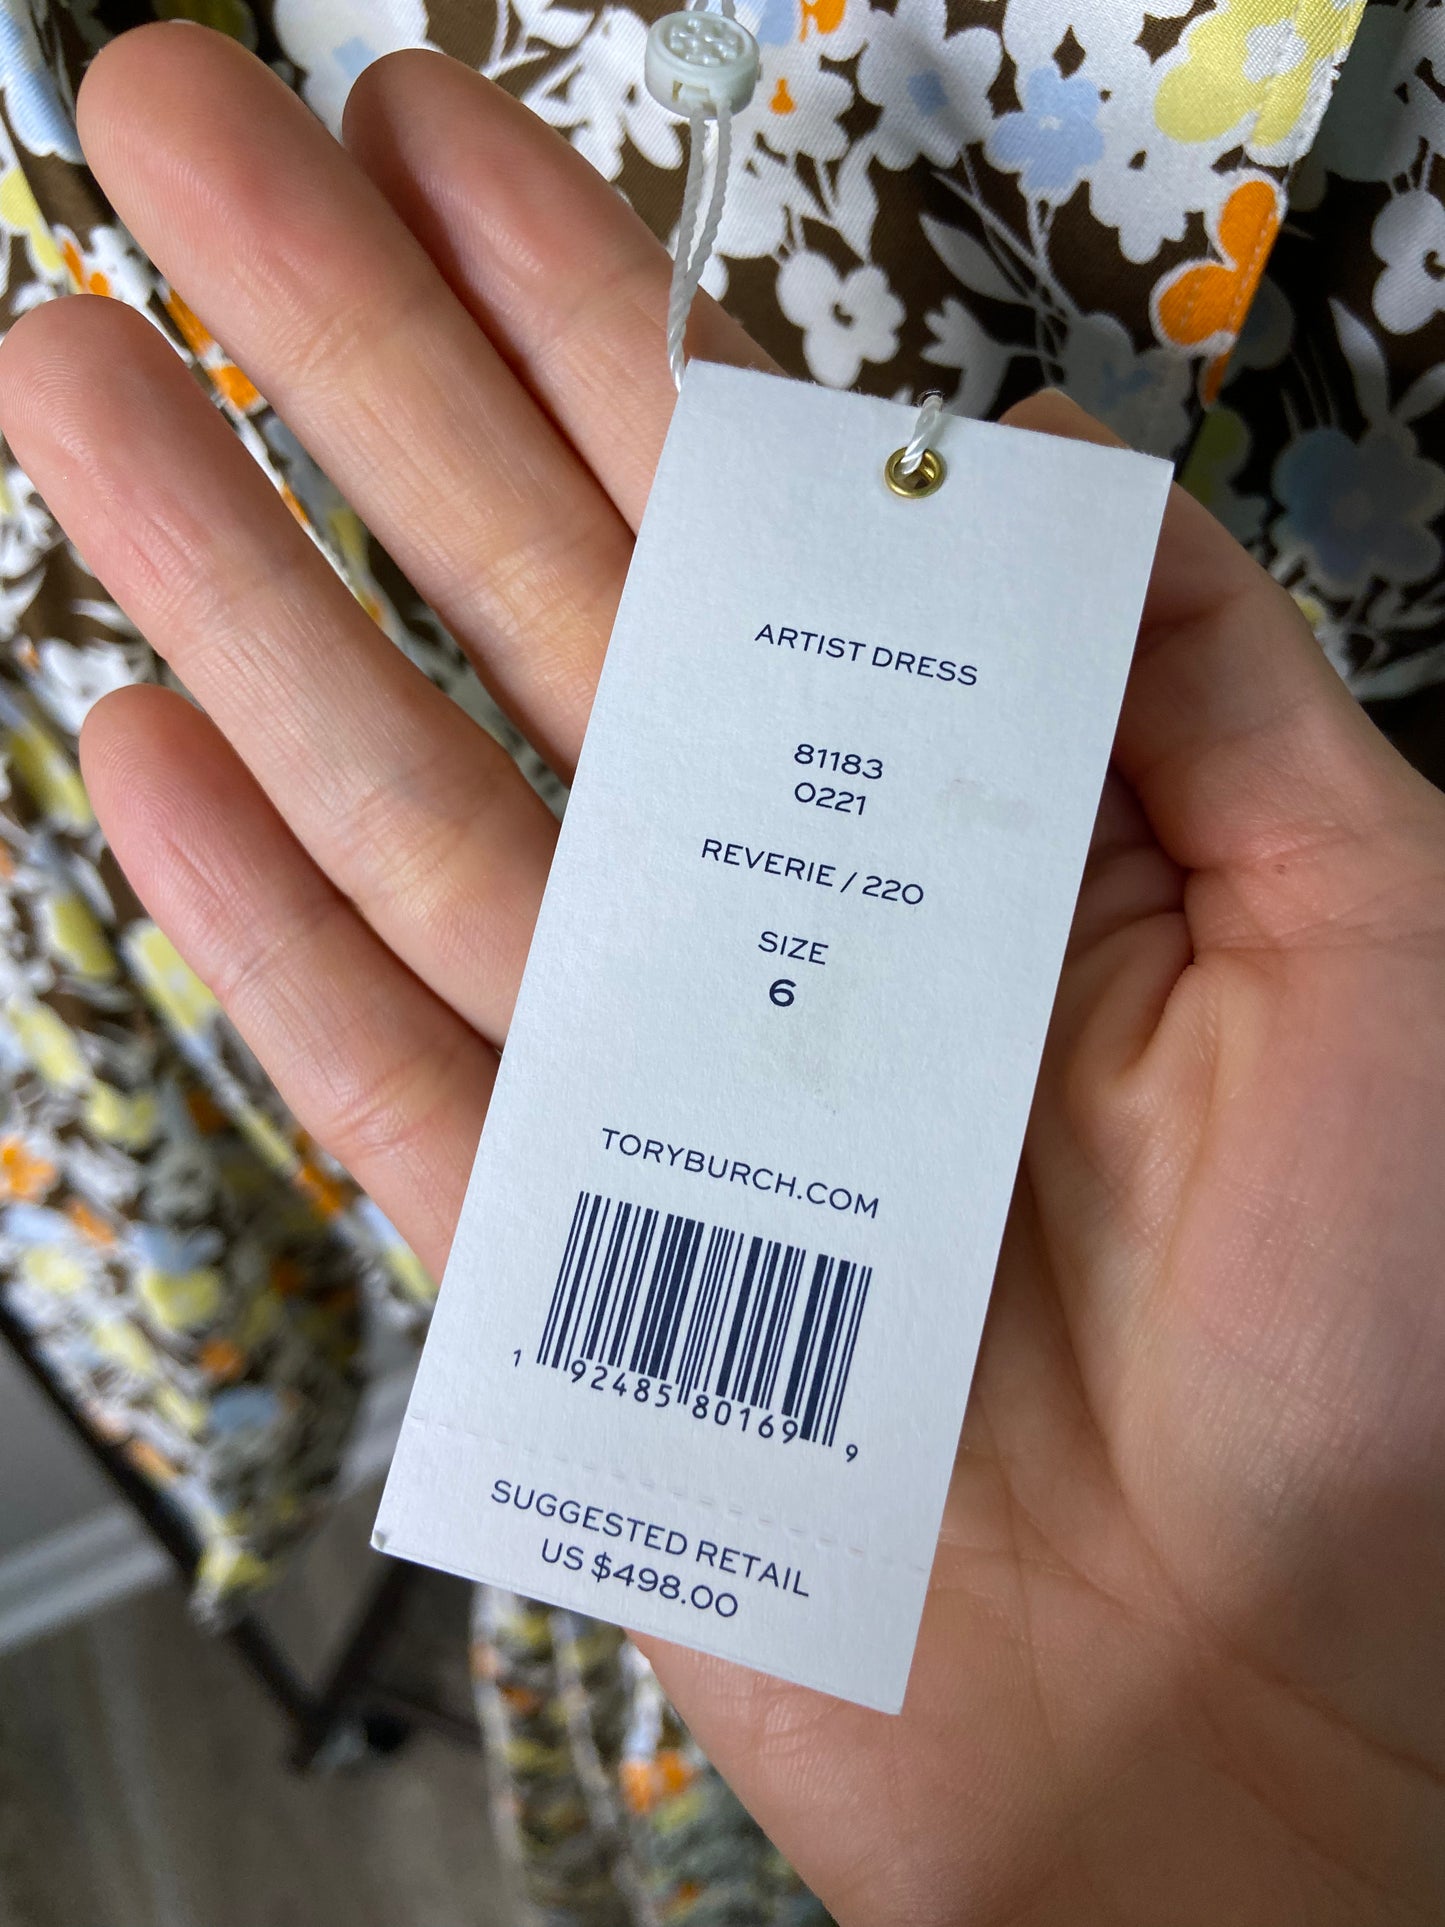 ARTIST DRESS
81183
0221
REVERIE / 220
SIZE
6
TORYBURCH.COM
1 92485 80169 9
SUGGESTED RETAIL
US $498.00